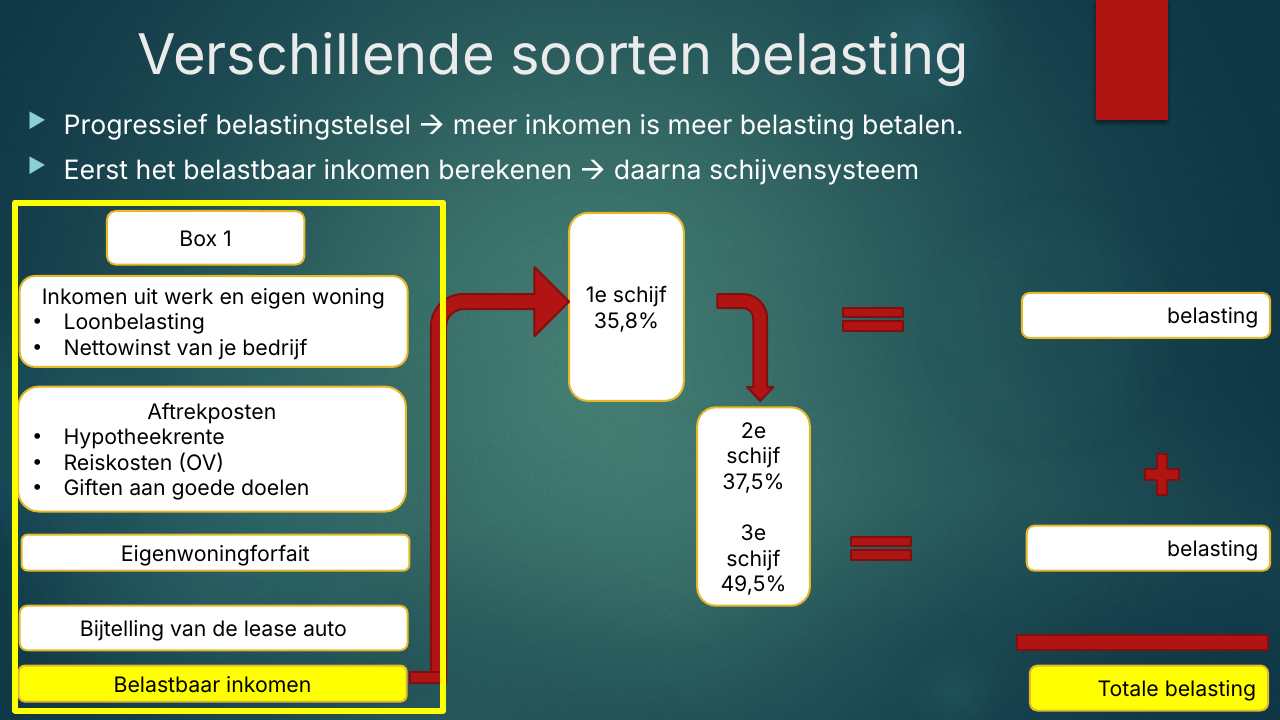 Verschillende soorten belasting
Progressief belastingstelsel → meer inkomen is meer belasting betalen.
Eerst het belastbaar inkomen berekenen → daarna schijvensysteem
Box 1
Inkomen uit werk en eigen woning
• Loonbelasting
• Nettowinst van je bedrijf
Aftrekposten
• Hypotheekrente
• Reiskosten (OV)
• Giften aan goede doelen
Eigenwoningforfait
Bijtelling van de lease auto
Belastbaar inkomen
1e schijf
35,8%
2e
schijf
37,5%
3e
schijf
49,5%
belasting
belasting
Totale belasting